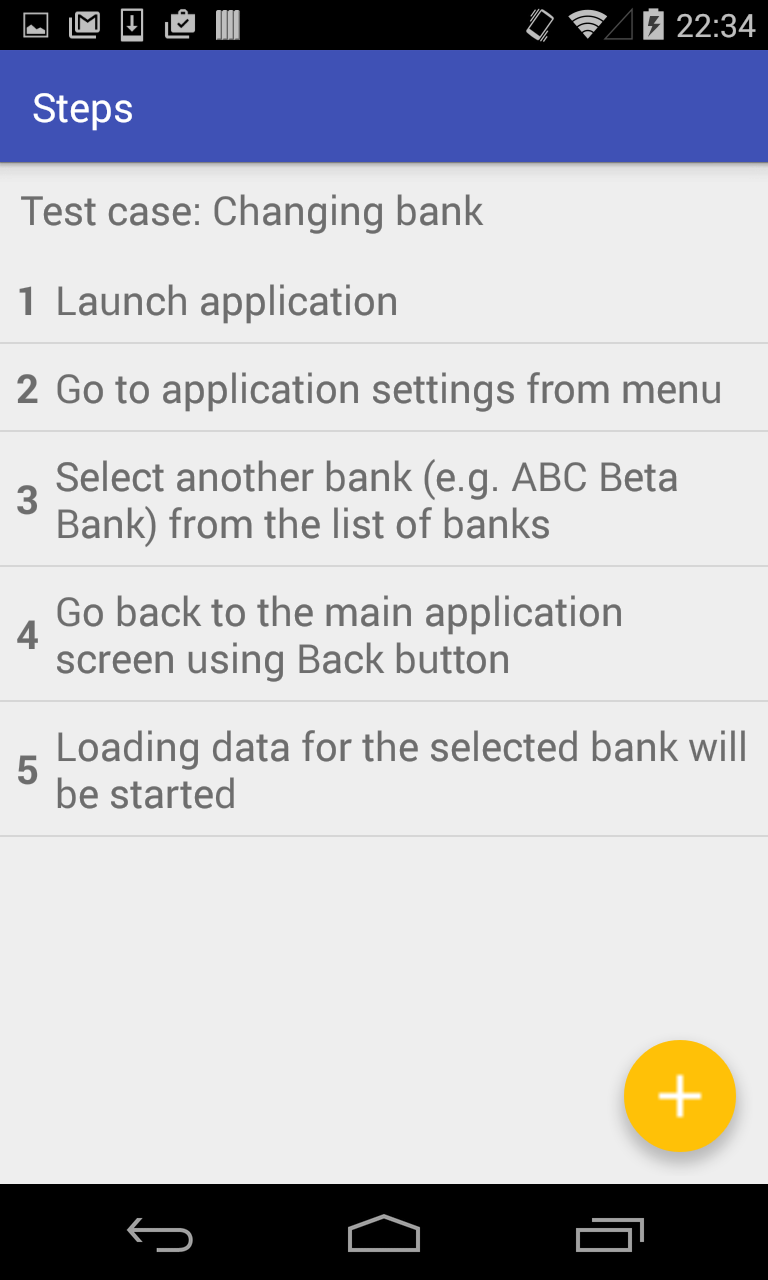 22:34
Steps
Test case: Changing bank
1 Launch application
2 Go to application settings from menu
3 Select another bank (e.g. ABC Beta
Bank) from the list of banks
4 Go back to the main application
screen using Back button
5 Loading data for the selected bank will
be started